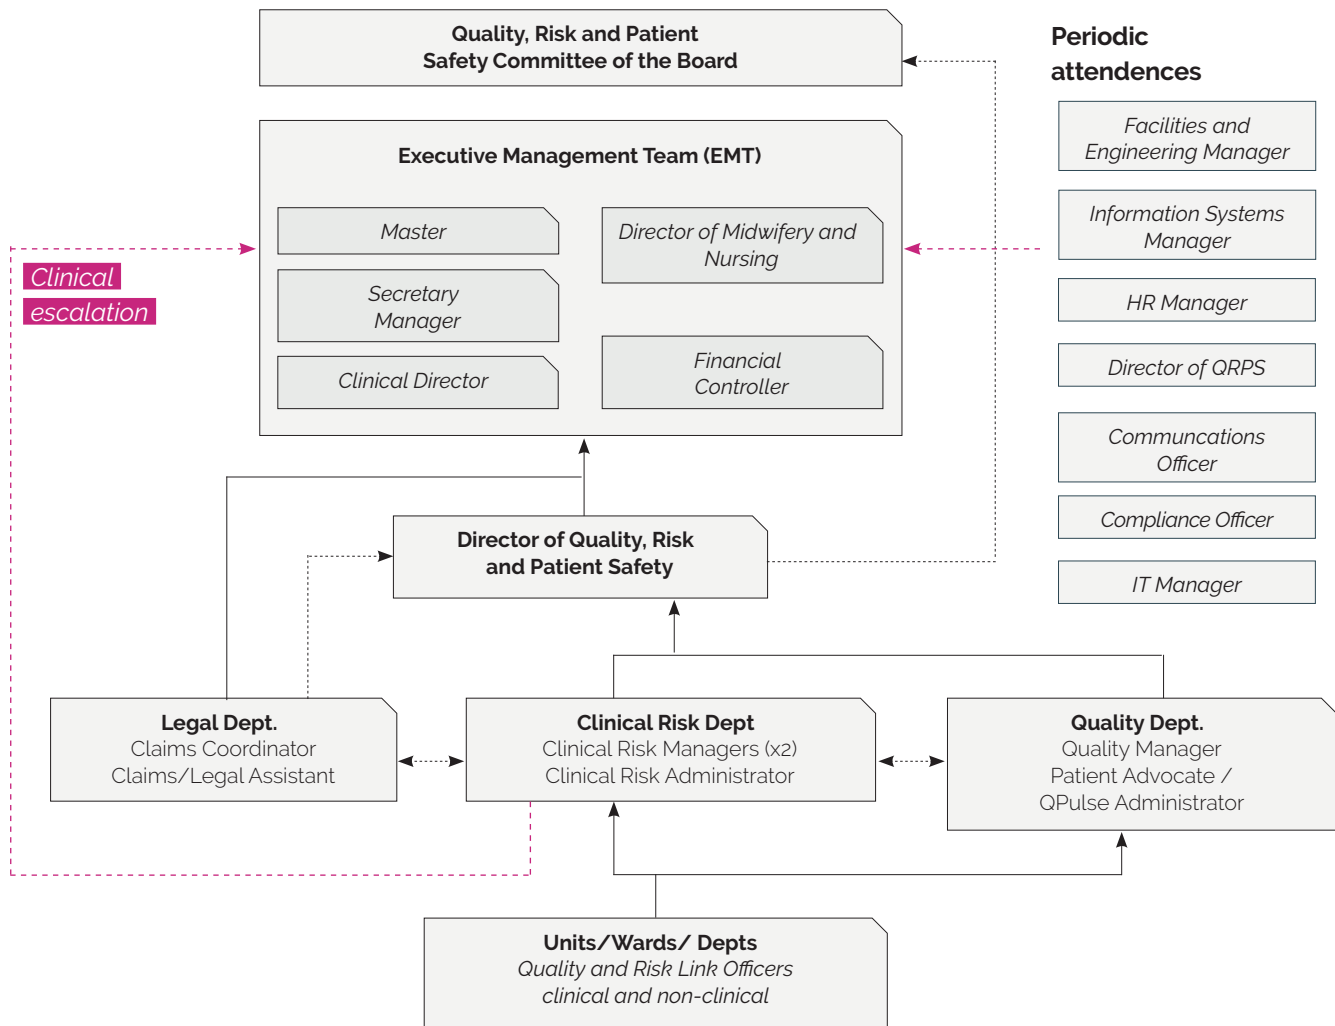 Quality, Risk and Patient
Safety Committee of the Board
Periodic
attendences
Facilities and
Engineering Manager
Information Systems
Manager
HR Manager
Director of QRPS
Communcations
Officer
Compliance Officer
IT Manager
Executive Management Team (EMT)
Master
Secretary
Manager
Clinical Director
Director of Midwifery and
Nursing
Financial
Controller
Clinical
escalation
Director of Quality, Risk
and Patient Safety
Legal Dept.
Claims Coordinator
Claims/Legal Assistant
Clinical Risk Dept
Clinical Risk Managers (x2)
Clinical Risk Administrator
Quality Dept.
Quality Manager
Patient Advocate /
QPulse Administrator
Units/Wards/ Depts
Quality and Risk Link Officers
clinical and non-clinical